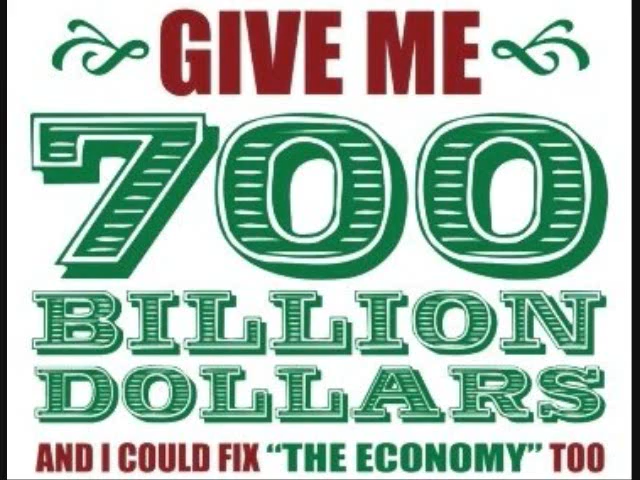 GIVE ME
700
BILLION
DOLLARS
AND I COULD FIX “THE ECONOMY” TOO